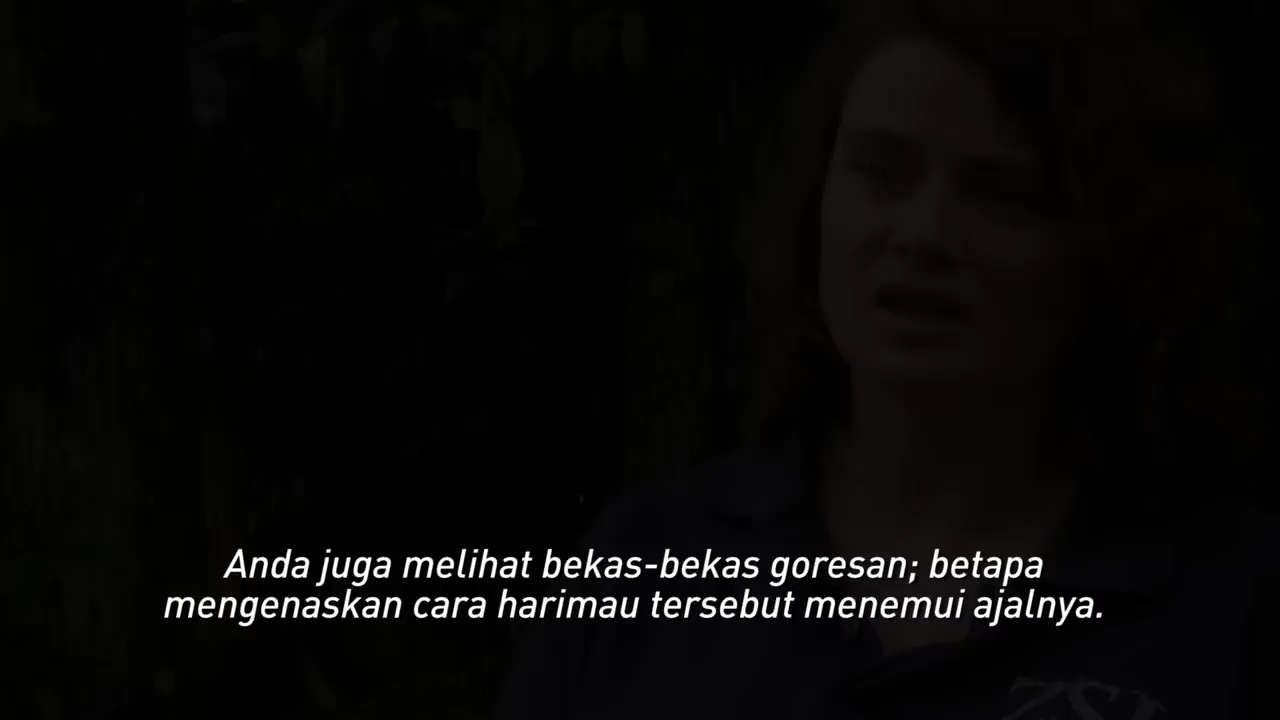 Anda juga melihat bekas-bekas goresan; betapa
mengenaskan cara harimau tersebut menemui ajalnya.